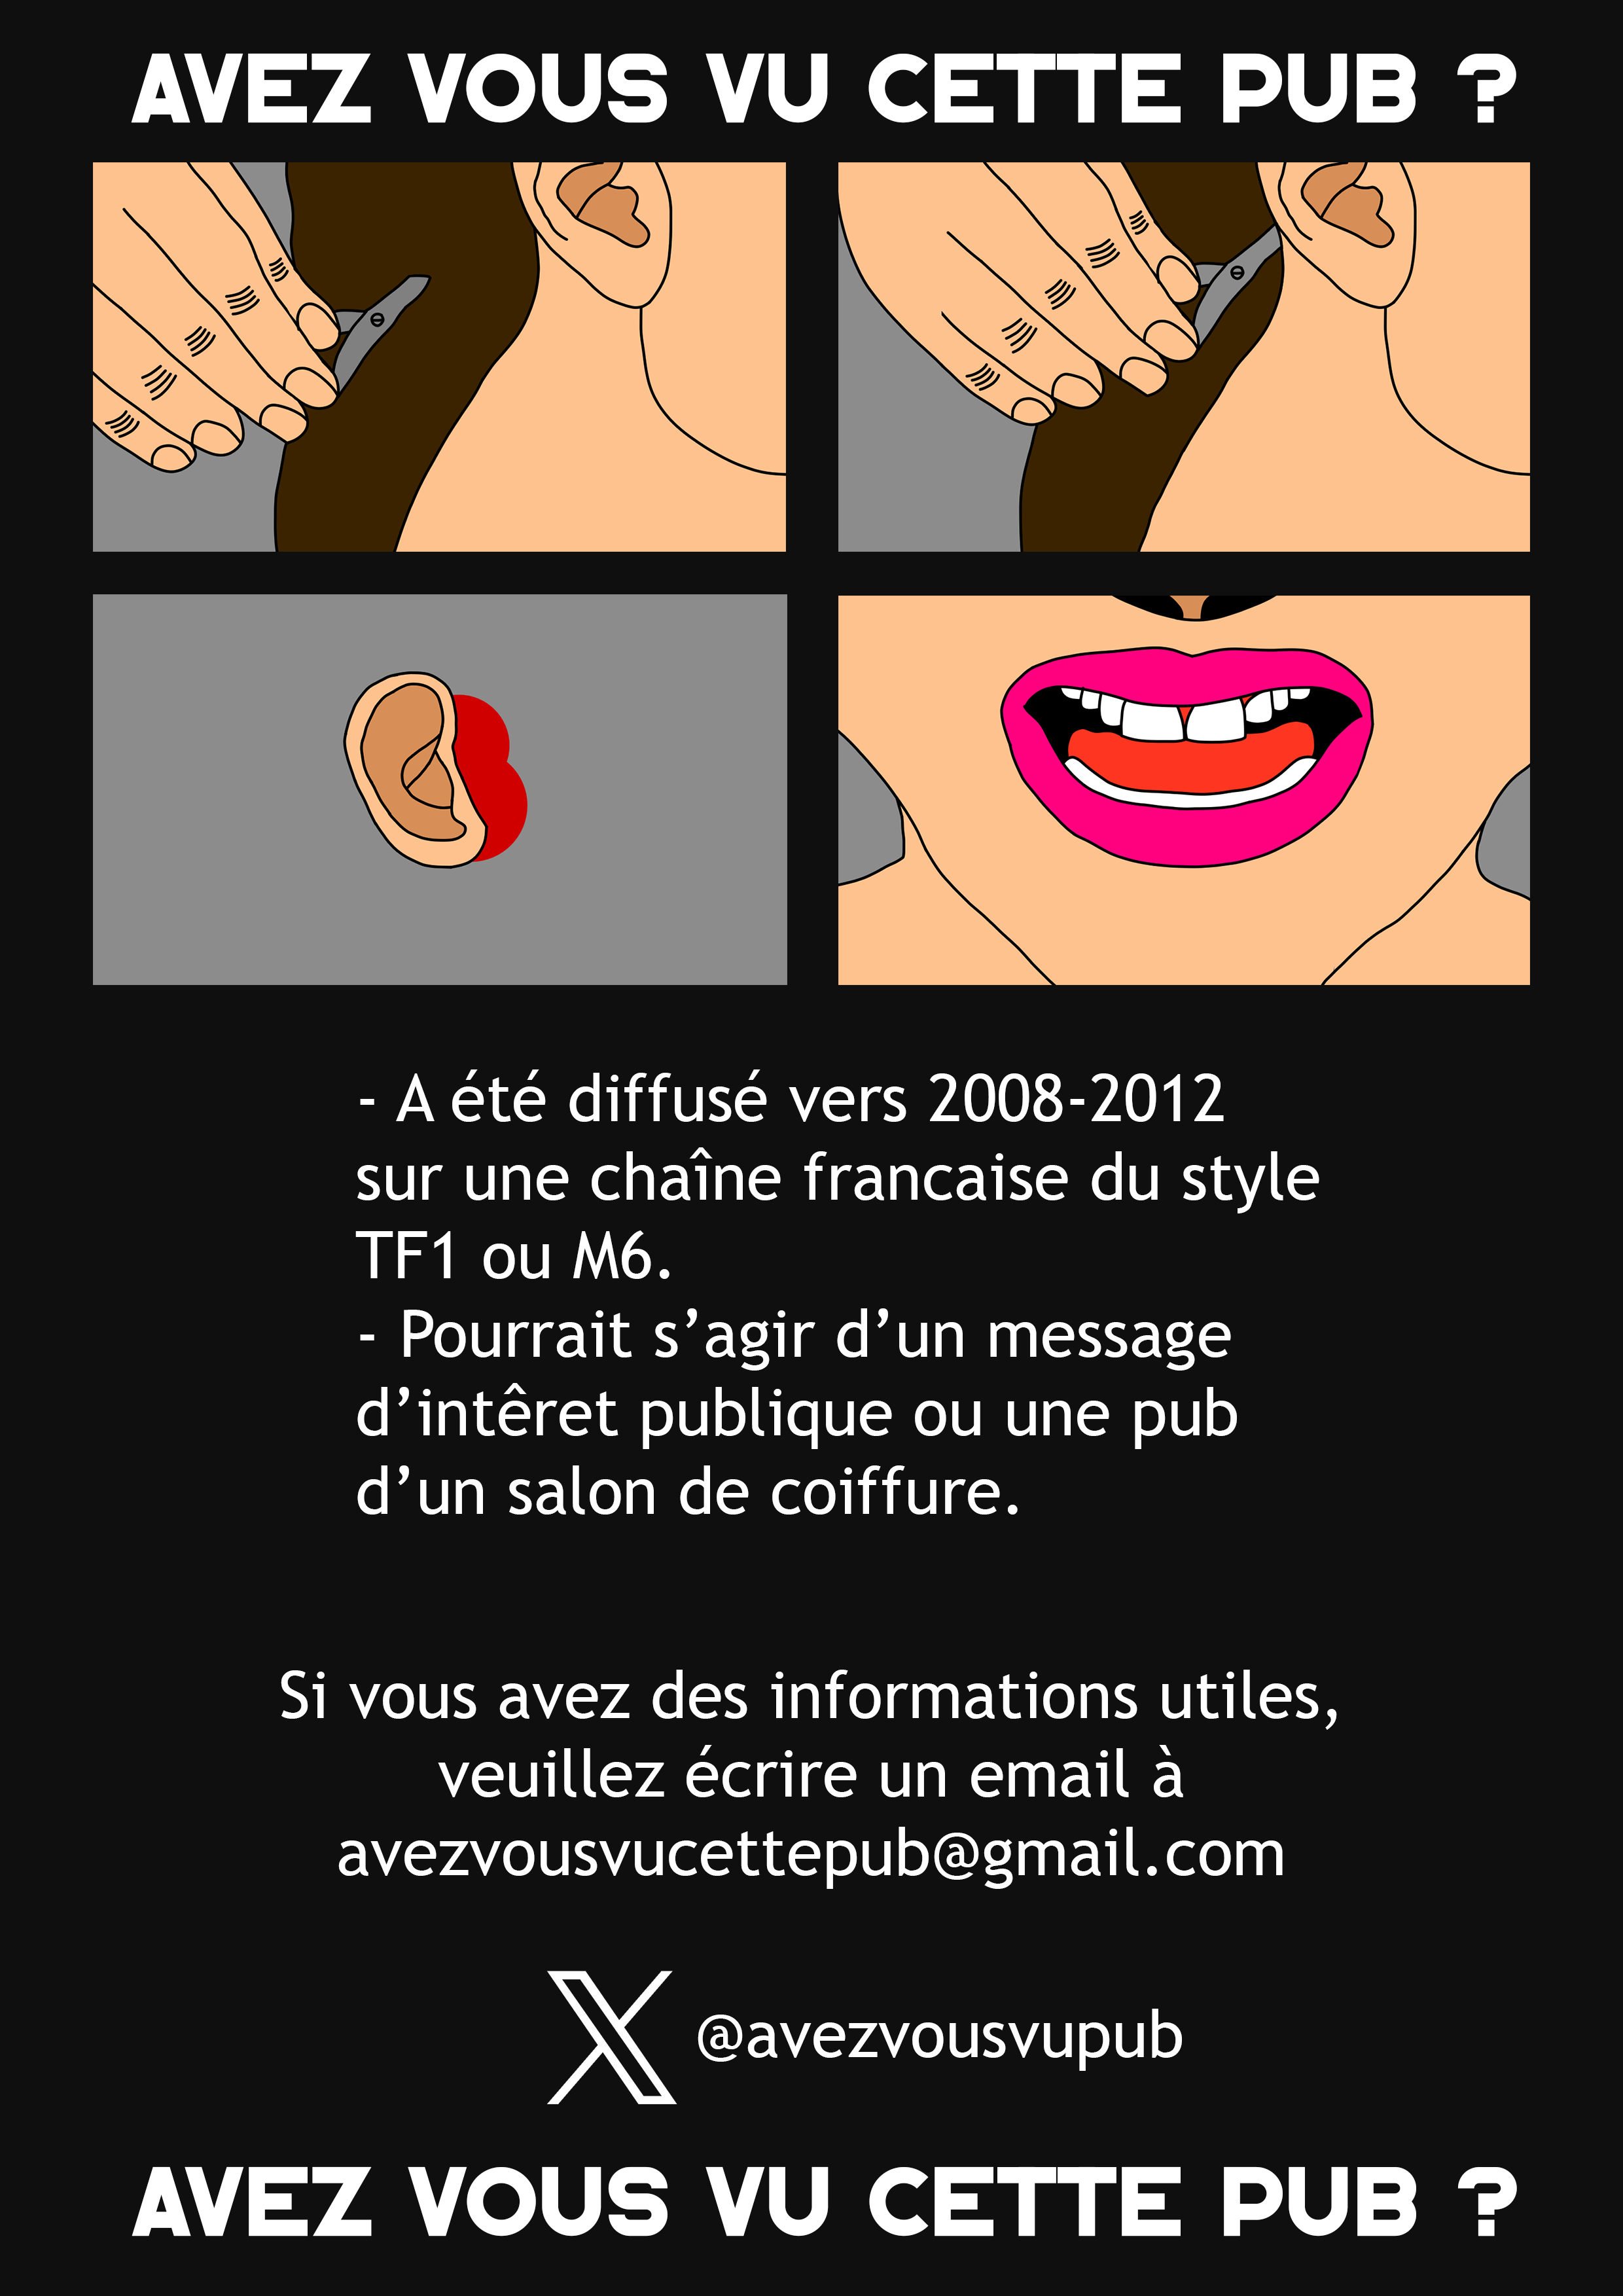 AVEZ VOUS VU CETTE PUB ?
- A été diffusé vers 2008-2012
sur une chaîne francaise du style
TF1 ou M6.
- Pourrait s’agir d’un message
d’intêret publique ou une pub
d’un salon de coiffure.
Si vous avez des informations utiles,
veuillez écrire un email à
avezvousvucettepub@gmail.com
@avezvousvupub
AVEZ VOUS VU CETTE PUB ?